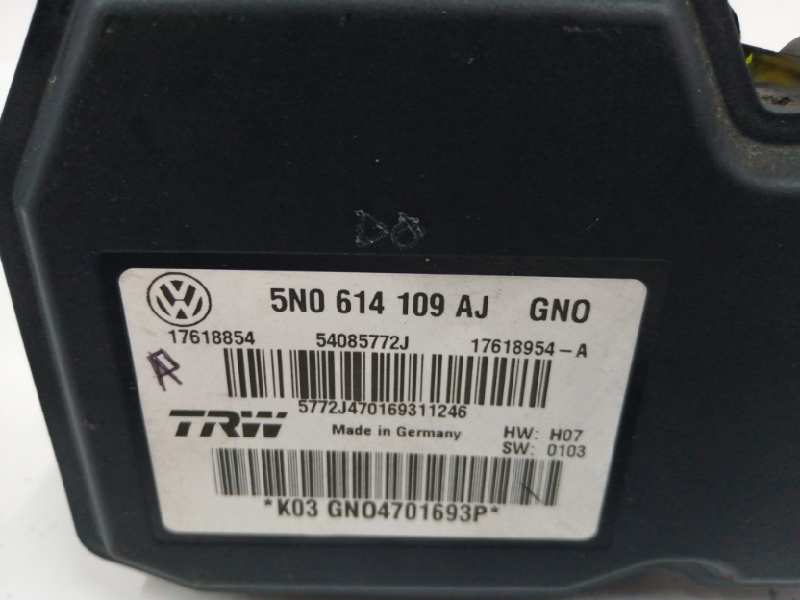 5N0 614 109 AJ GNO
17618854 54085772J 17618954-A
R
5772J470169311246
TRW Made in Germany HW: H07
SW: 0103
*K03 GNO4701693P*